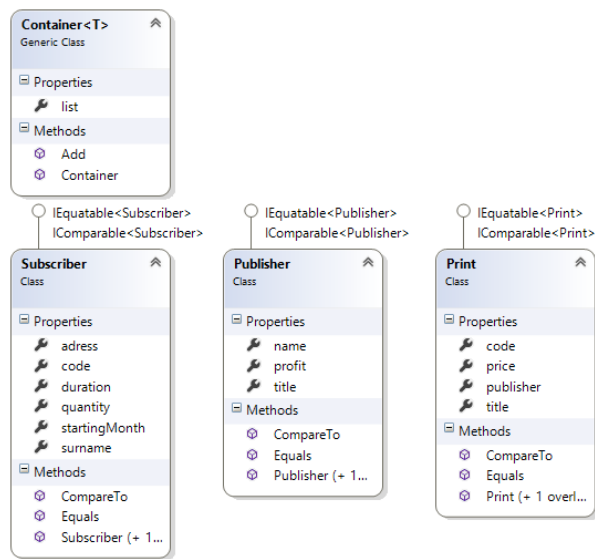 Container<T>
Generic Class
Properties
list
Methods
Add
Container
IEquatable<Subscriber>
IComparable<Subscriber>
Subscriber
Class
Properties
adress
code
duration
quantity
startingMonth
surname
Methods
CompareTo
Equals
Subscriber (+ 1...
IEquatable<Publisher>
IComparable<Publisher>
Publisher
Class
Properties
name
profit
title
Methods
CompareTo
Equals
Publisher (+ 1...
IEquatable<Print>
IComparable<Print>
Print
Class
Properties
code
price
publisher
title
Methods
CompareTo
Equals
Print (+ 1 overl...